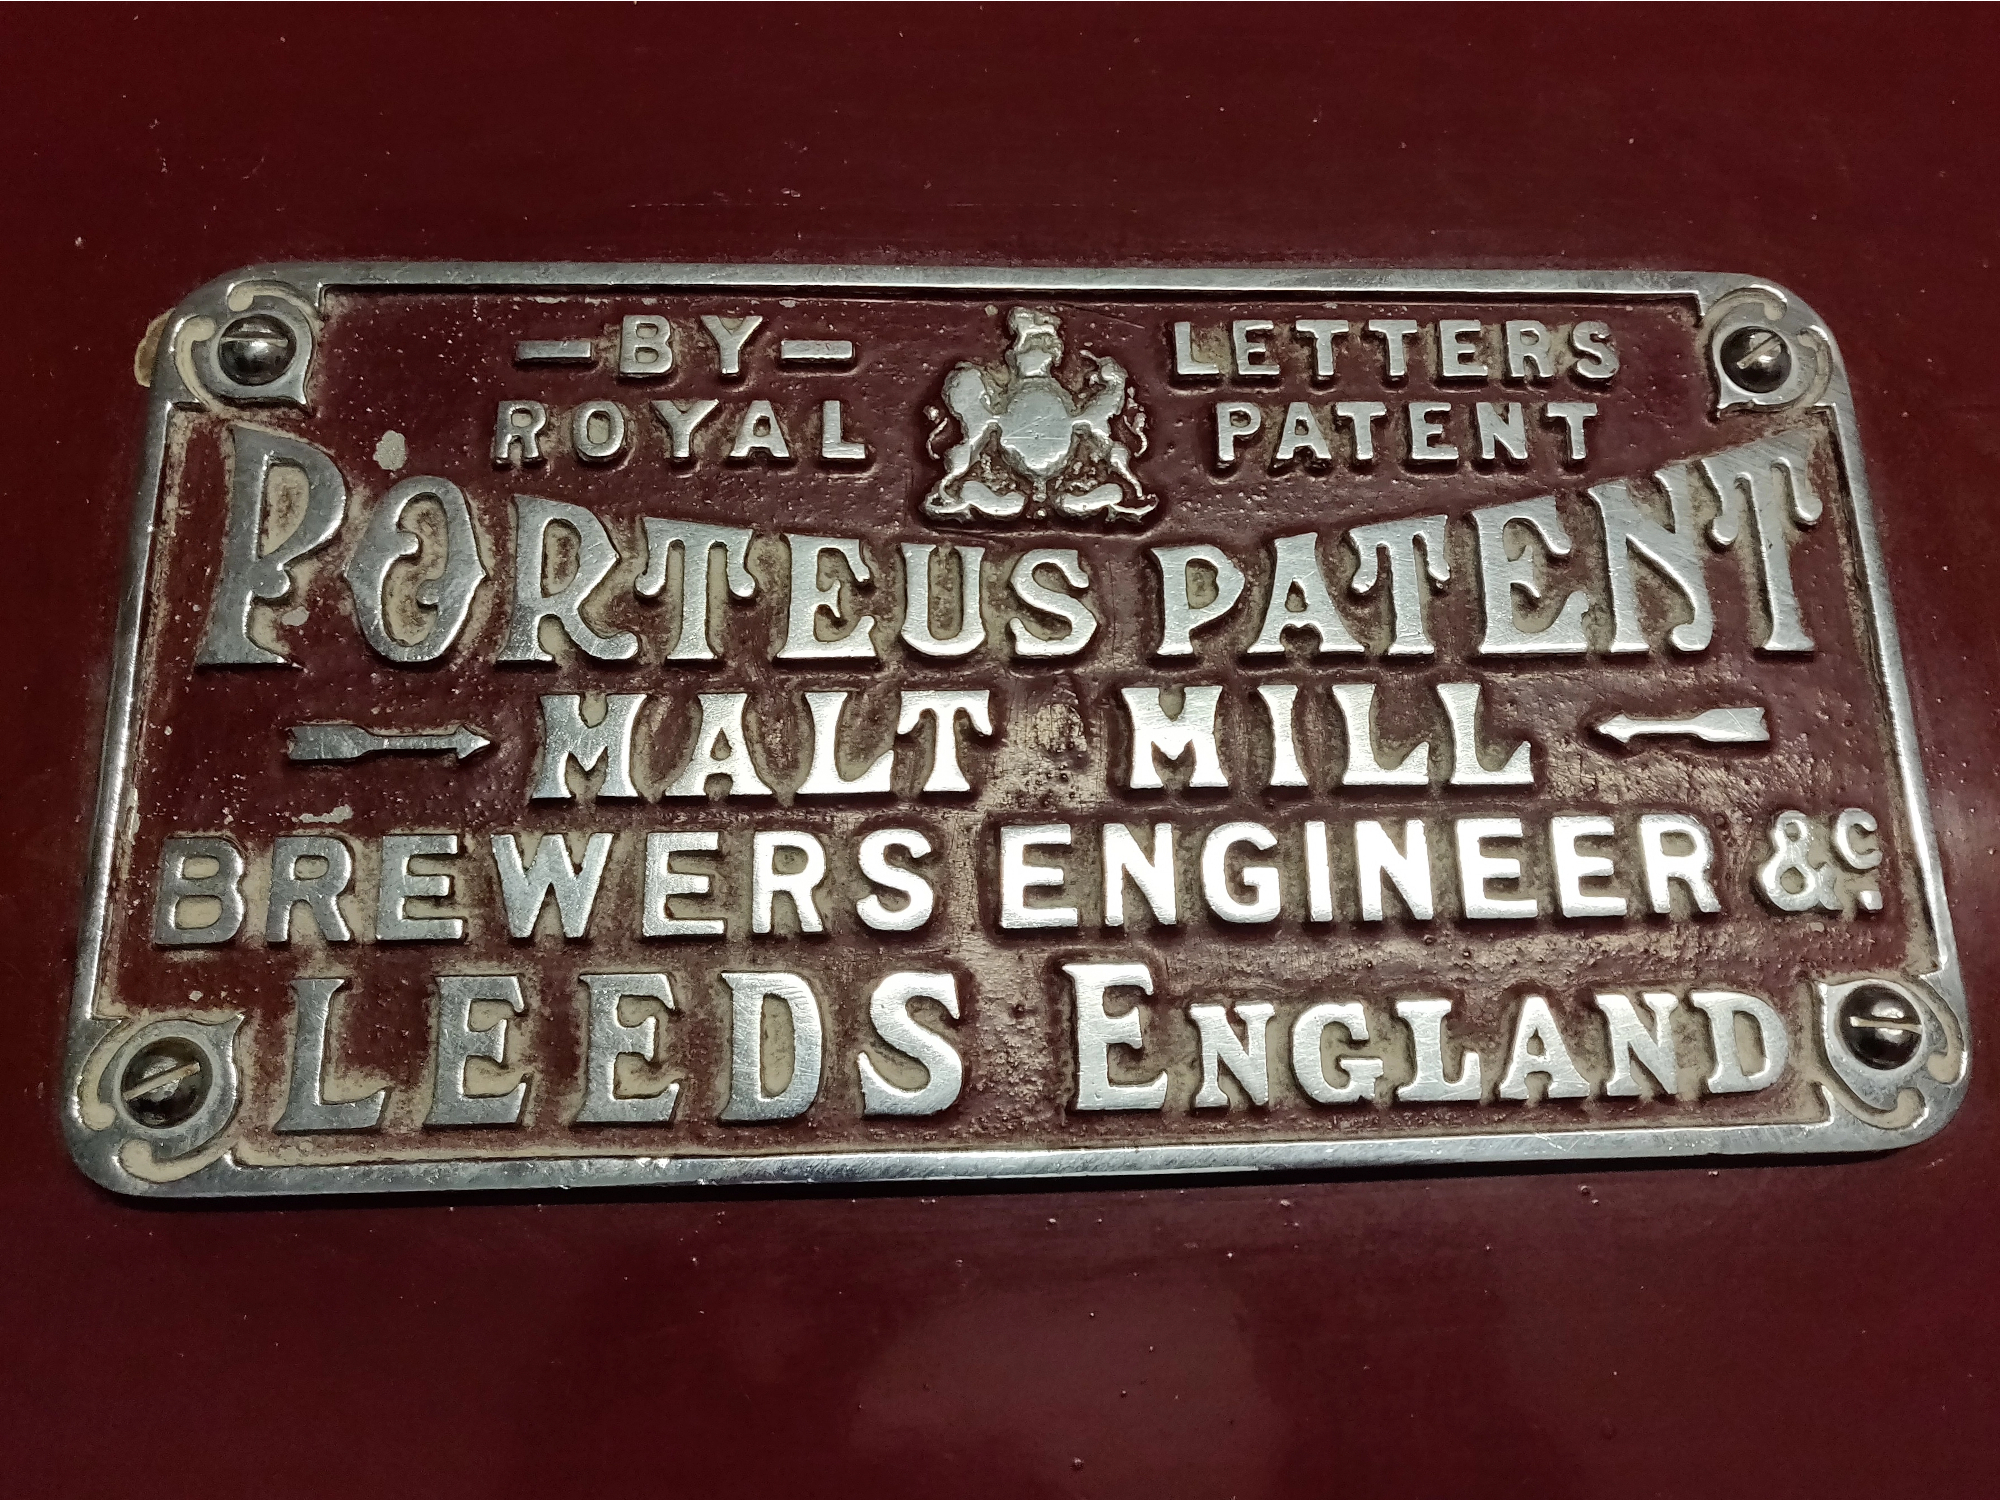 —BY— LETTERS
ROYAL PATENT
PORTEUS PATENT
MALT MILL
BREWERS ENGINEER &c.
LEEDS ENGLAND